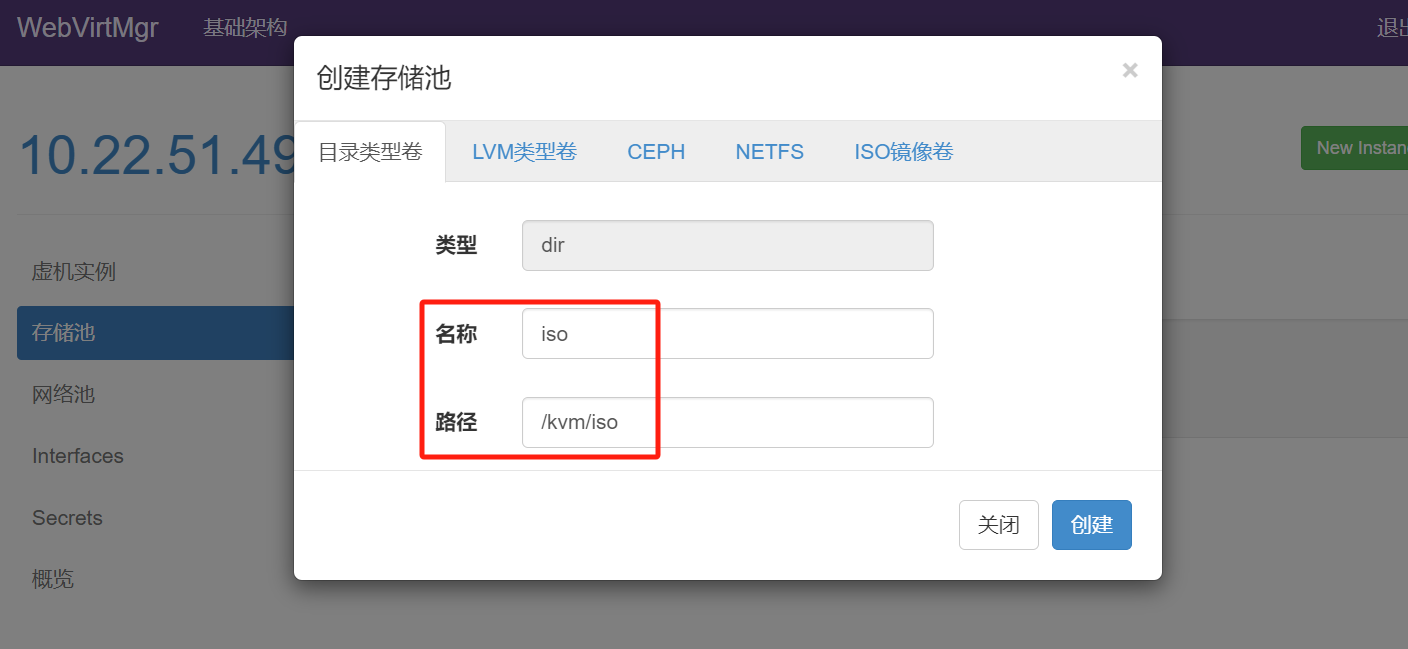 WebVirtMgr 基础架构
创建存储池 ×
10.22.51.49
目录类型卷 LVM类型卷 CEPH NETFS ISO镜像卷
New Instan
类型 dir
虚机实例
名称 iso
存储池
网络池
路径 /kvm/iso
Interfaces
Secrets
关闭 创建
概览